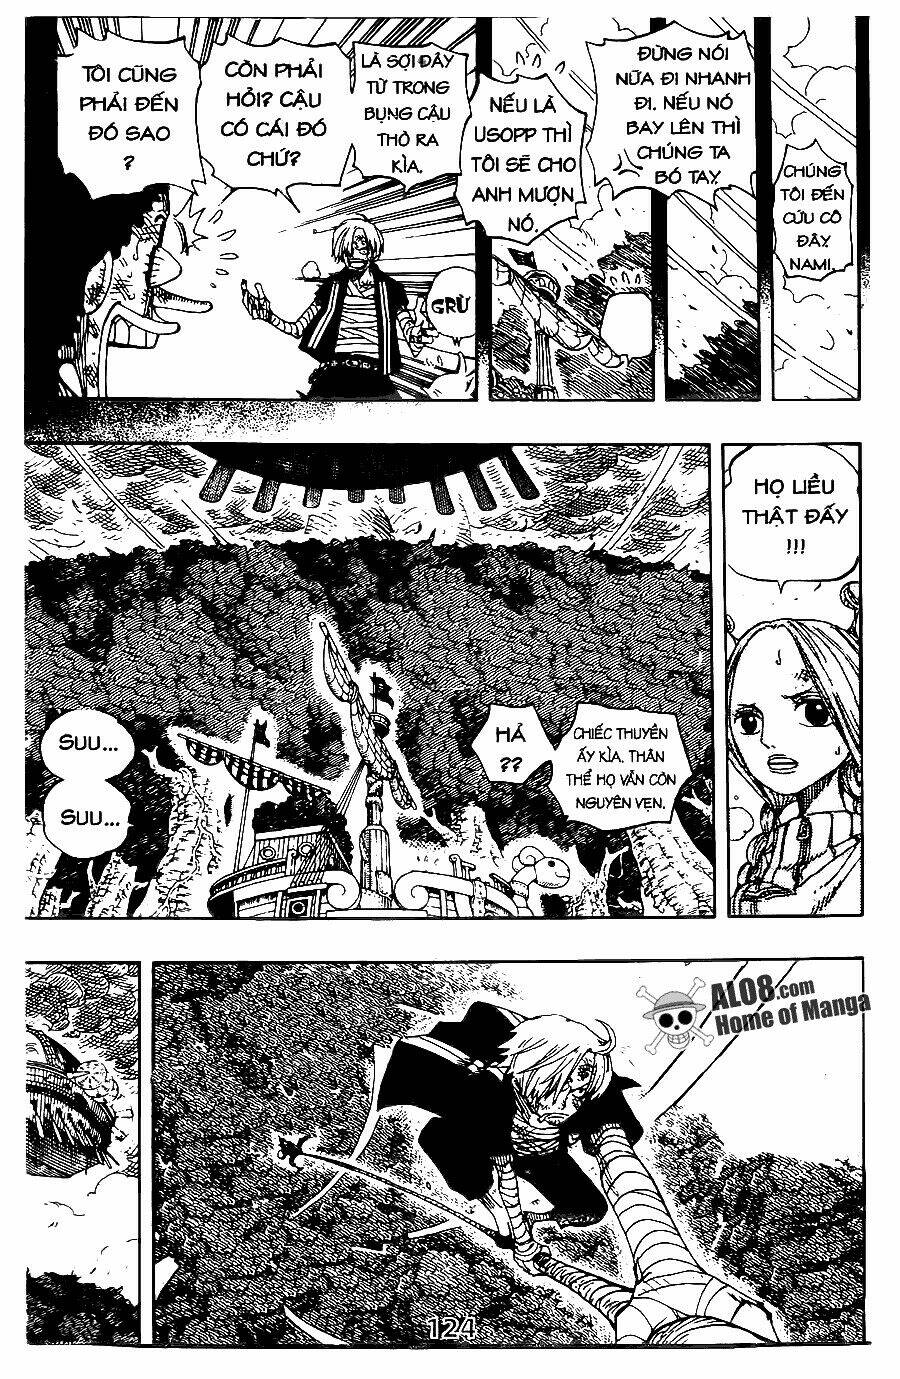 TÔI CŨNG
PHẢI ĐẾN
ĐÓ SAO
?
CÒN PHẢI
HỎI? CẬU
CÓ CÁI ĐÓ
CHỨ?
LÀ SỢI ĐÂY
TỪ TRONG
BỤNG CẬU
THÒ RA
KÌA.
NẾU LÀ
USOPP THÌ
TÔI SẼ CHO
ANH MƯỢN
NÓ.
ĐỪNG NÓI
NỮA ĐI NHANH
ĐI. NẾU NÓ
BAY LÊN THÌ
CHÚNG TA
BÓ TAY.
CHÚNG
TÔI ĐẾN
CỨU CÔ
ĐÂY
NAMI.
GRỪ
HỌ LIỀU
THẬT ĐẤY
!!!
SUU...
SUU...
HẢ
??
CHIẾC THUYỀN
ẤY KÌA. THÂN
THỂ HỌ VẪN CÒN
NGUYÊN VẸN.
AL08.com
Home of Manga
124